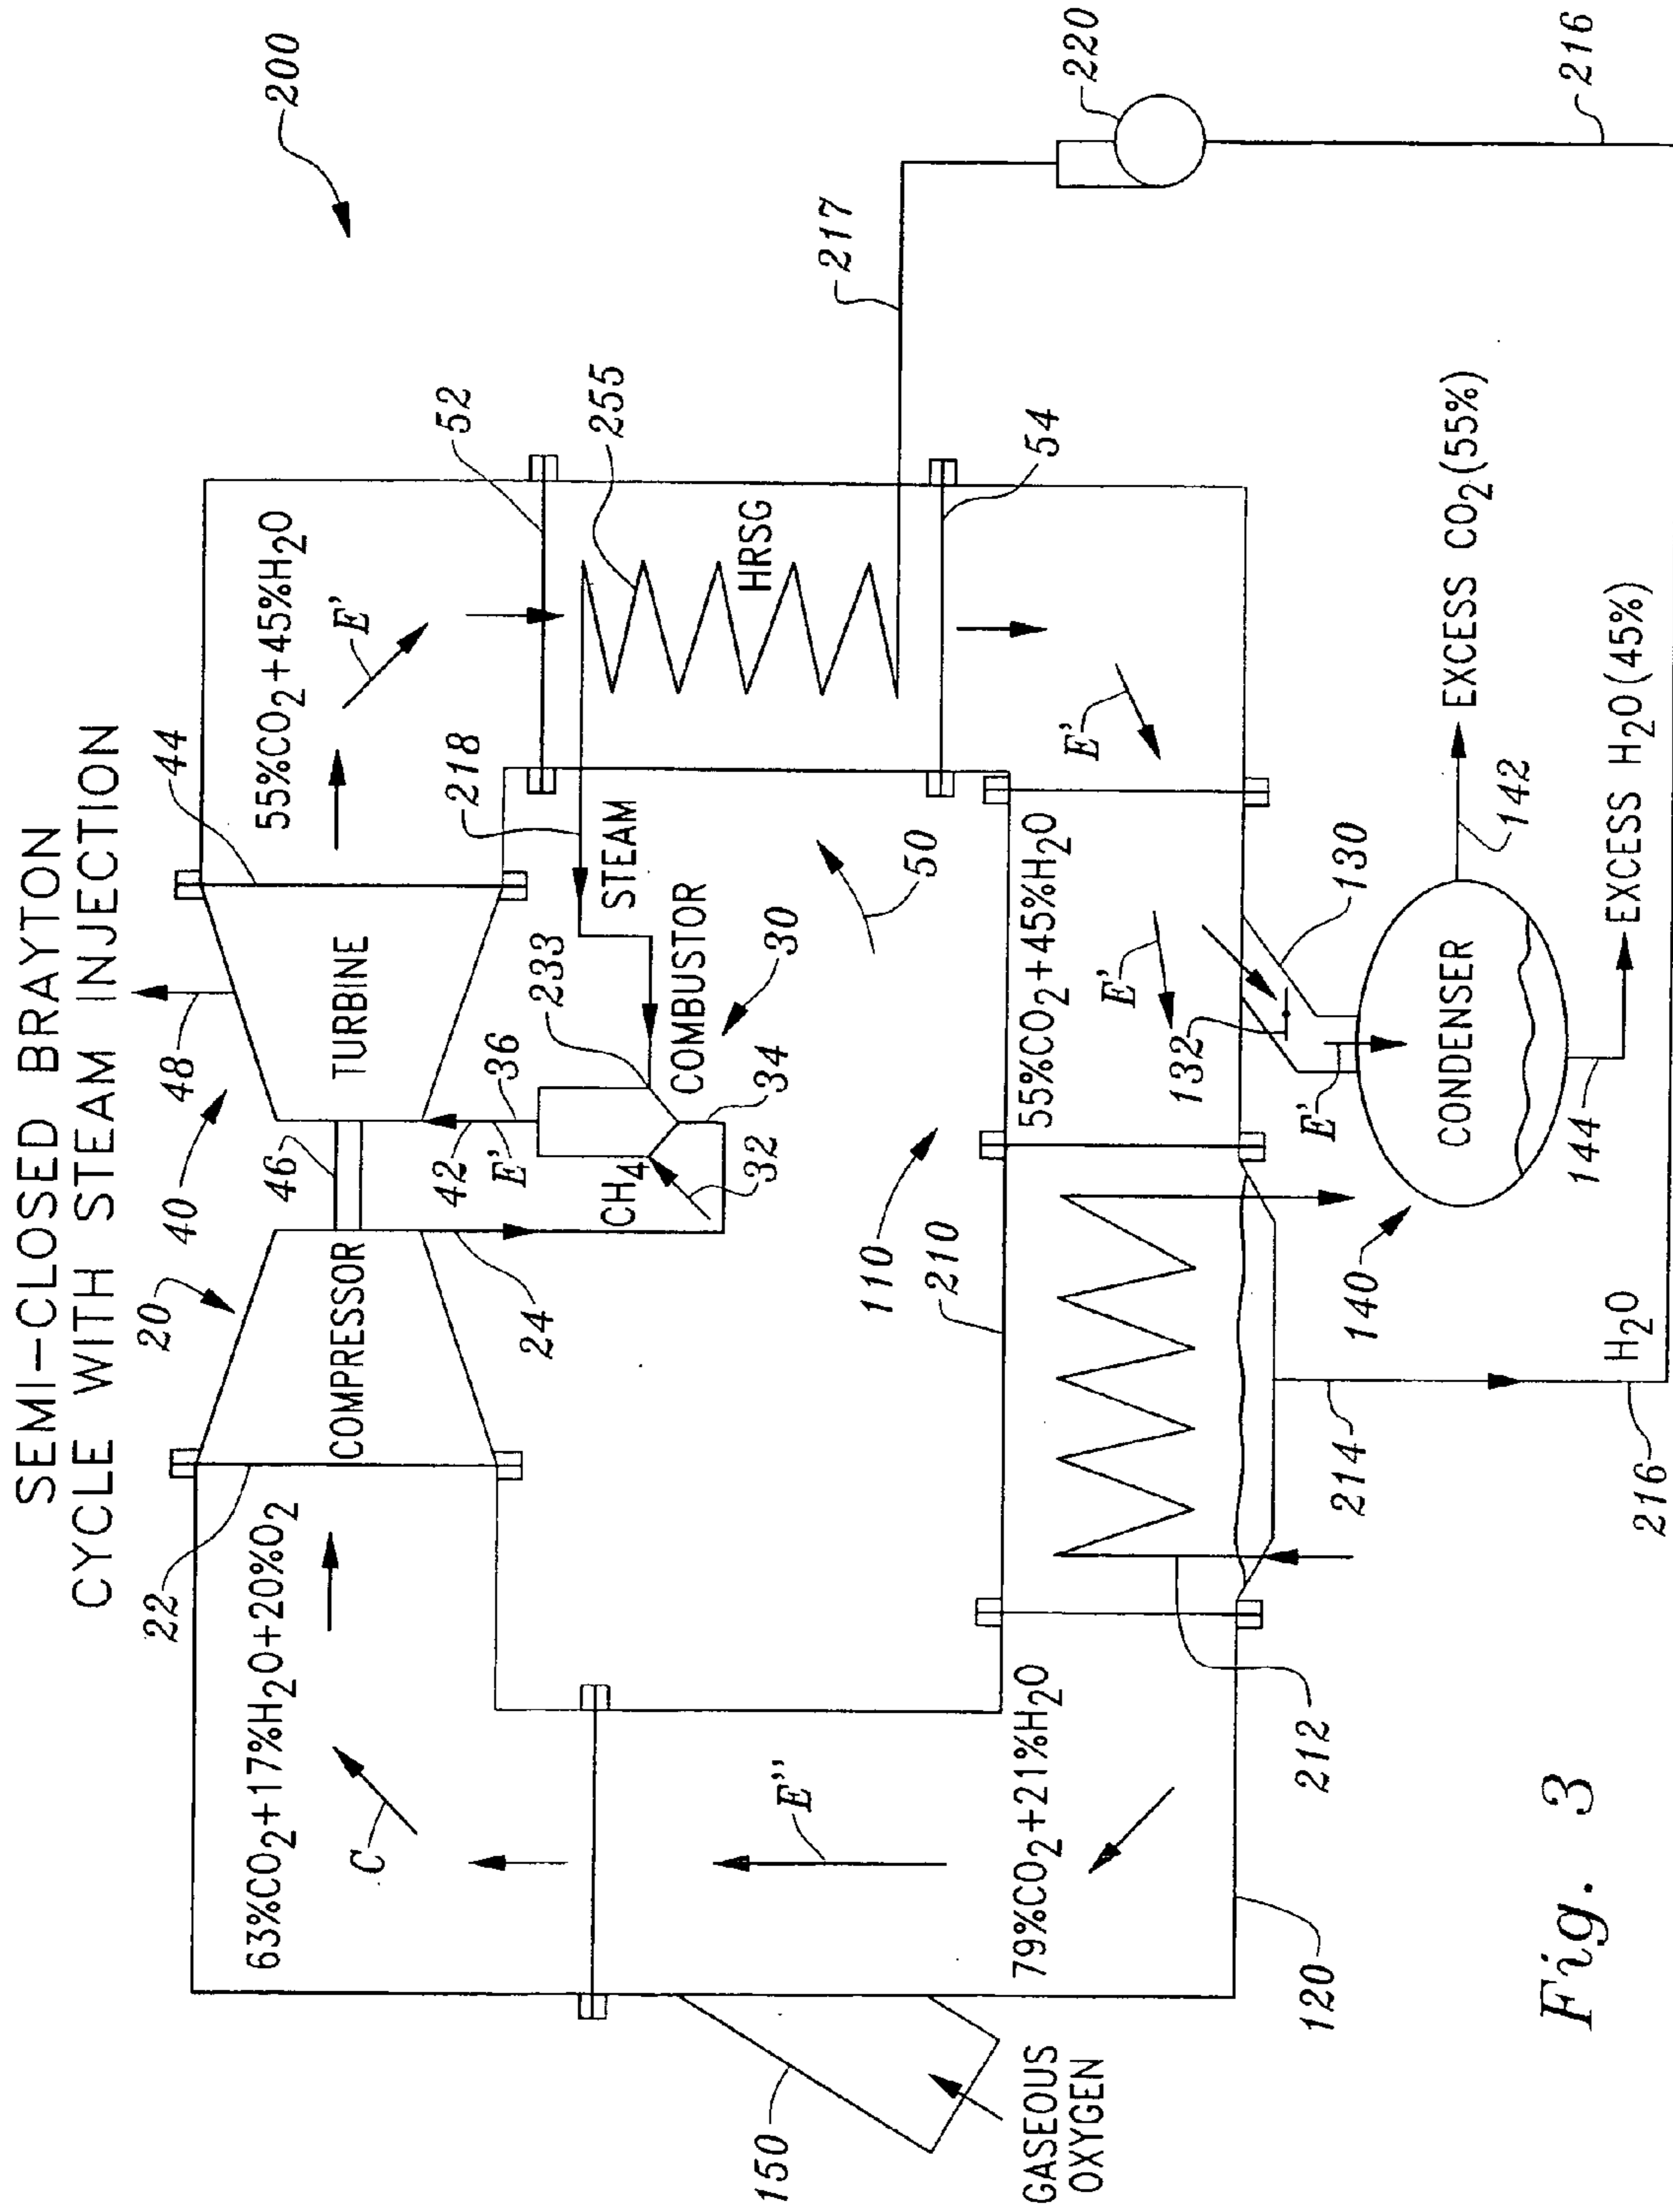 SEMI-CLOSED BRAYTON
CYCLE WITH STEAM INJECTION
200
20
40
48
22
44
63%CO2+17%H2O+20%O2
COMPRESSOR
46
TURBINE
55%CO2+45%H2O
C
E'
24
42
36
E'
CH4
32
34
233
COMBUSTOR
30
STEAM
218
52
255
HRSG
217
220
150
GASEOUS
OXYGEN
E''
110
50
54
79%CO2+21%H2O
210
55%CO2+45%H2O
E'
E'
132
130
E'
120
212
214
140
CONDENSER
142
EXCESS CO2(55%)
144
EXCESS H2O(45%)
216
H2O
216
Fig. 3